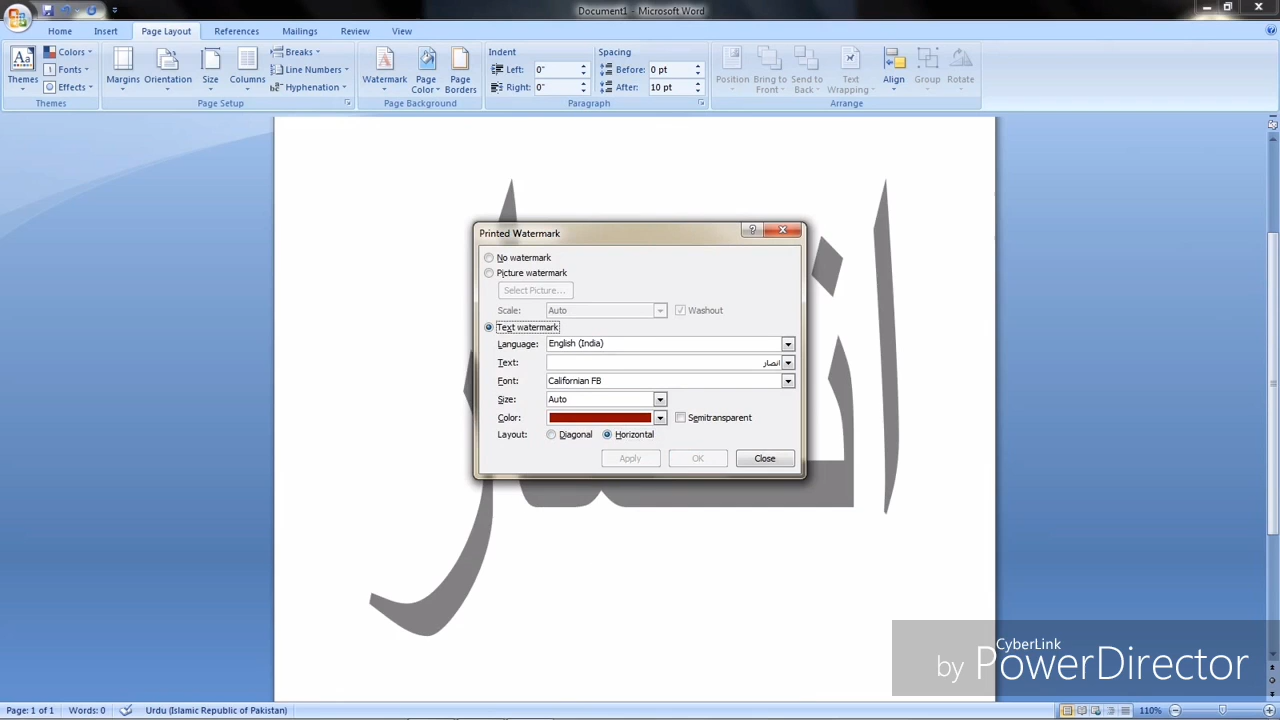 Document1 - Microsoft Word
Home Insert Page Layout References Mailings Review View
Themes Colors Fonts Effects Margins Orientation Size Columns Breaks Line Numbers Hyphenation Watermark Page Color Page Borders Indent Left: 0" Right: 0" Spacing Before: 0 pt After: 10 pt Position Bring to Front Send to Back Text Wrapping Align Group Rotate
Themes Page Setup Page Background Paragraph Arrange
انصار
Printed Watermark
No watermark
Picture watermark
Select Picture...
Scale: Auto Washout
Text watermark
Language: English (India)
Text: انصار
Font: Californian FB
Size: Auto
Color: Semitransparent
Layout: Diagonal Horizontal
Apply OK Close
CyberLink
by PowerDirector
Page: 1 of 1 Words: 0 Urdu (Islamic Republic of Pakistan) 110%